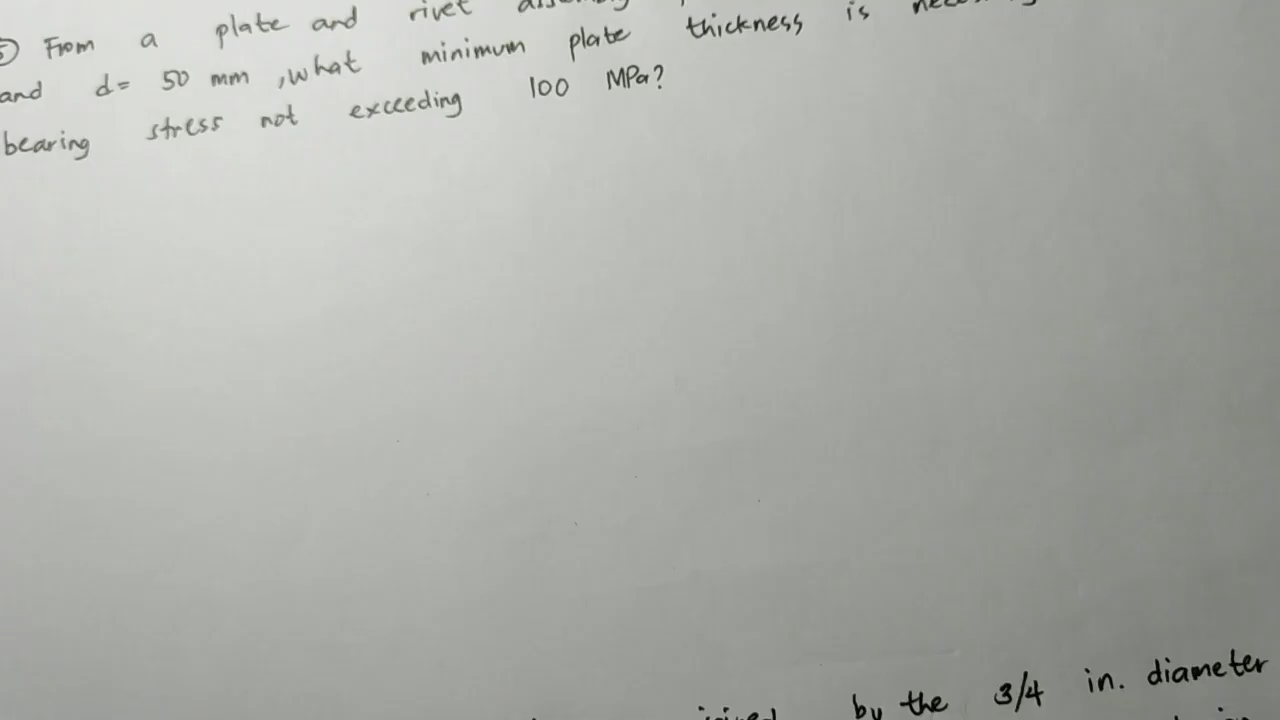 5 From a plate and rivet
and d= 50 mm, what minimum plate thickness is
bearing stress not exceeding 100 MPa?
by the 3/4 in. diameter